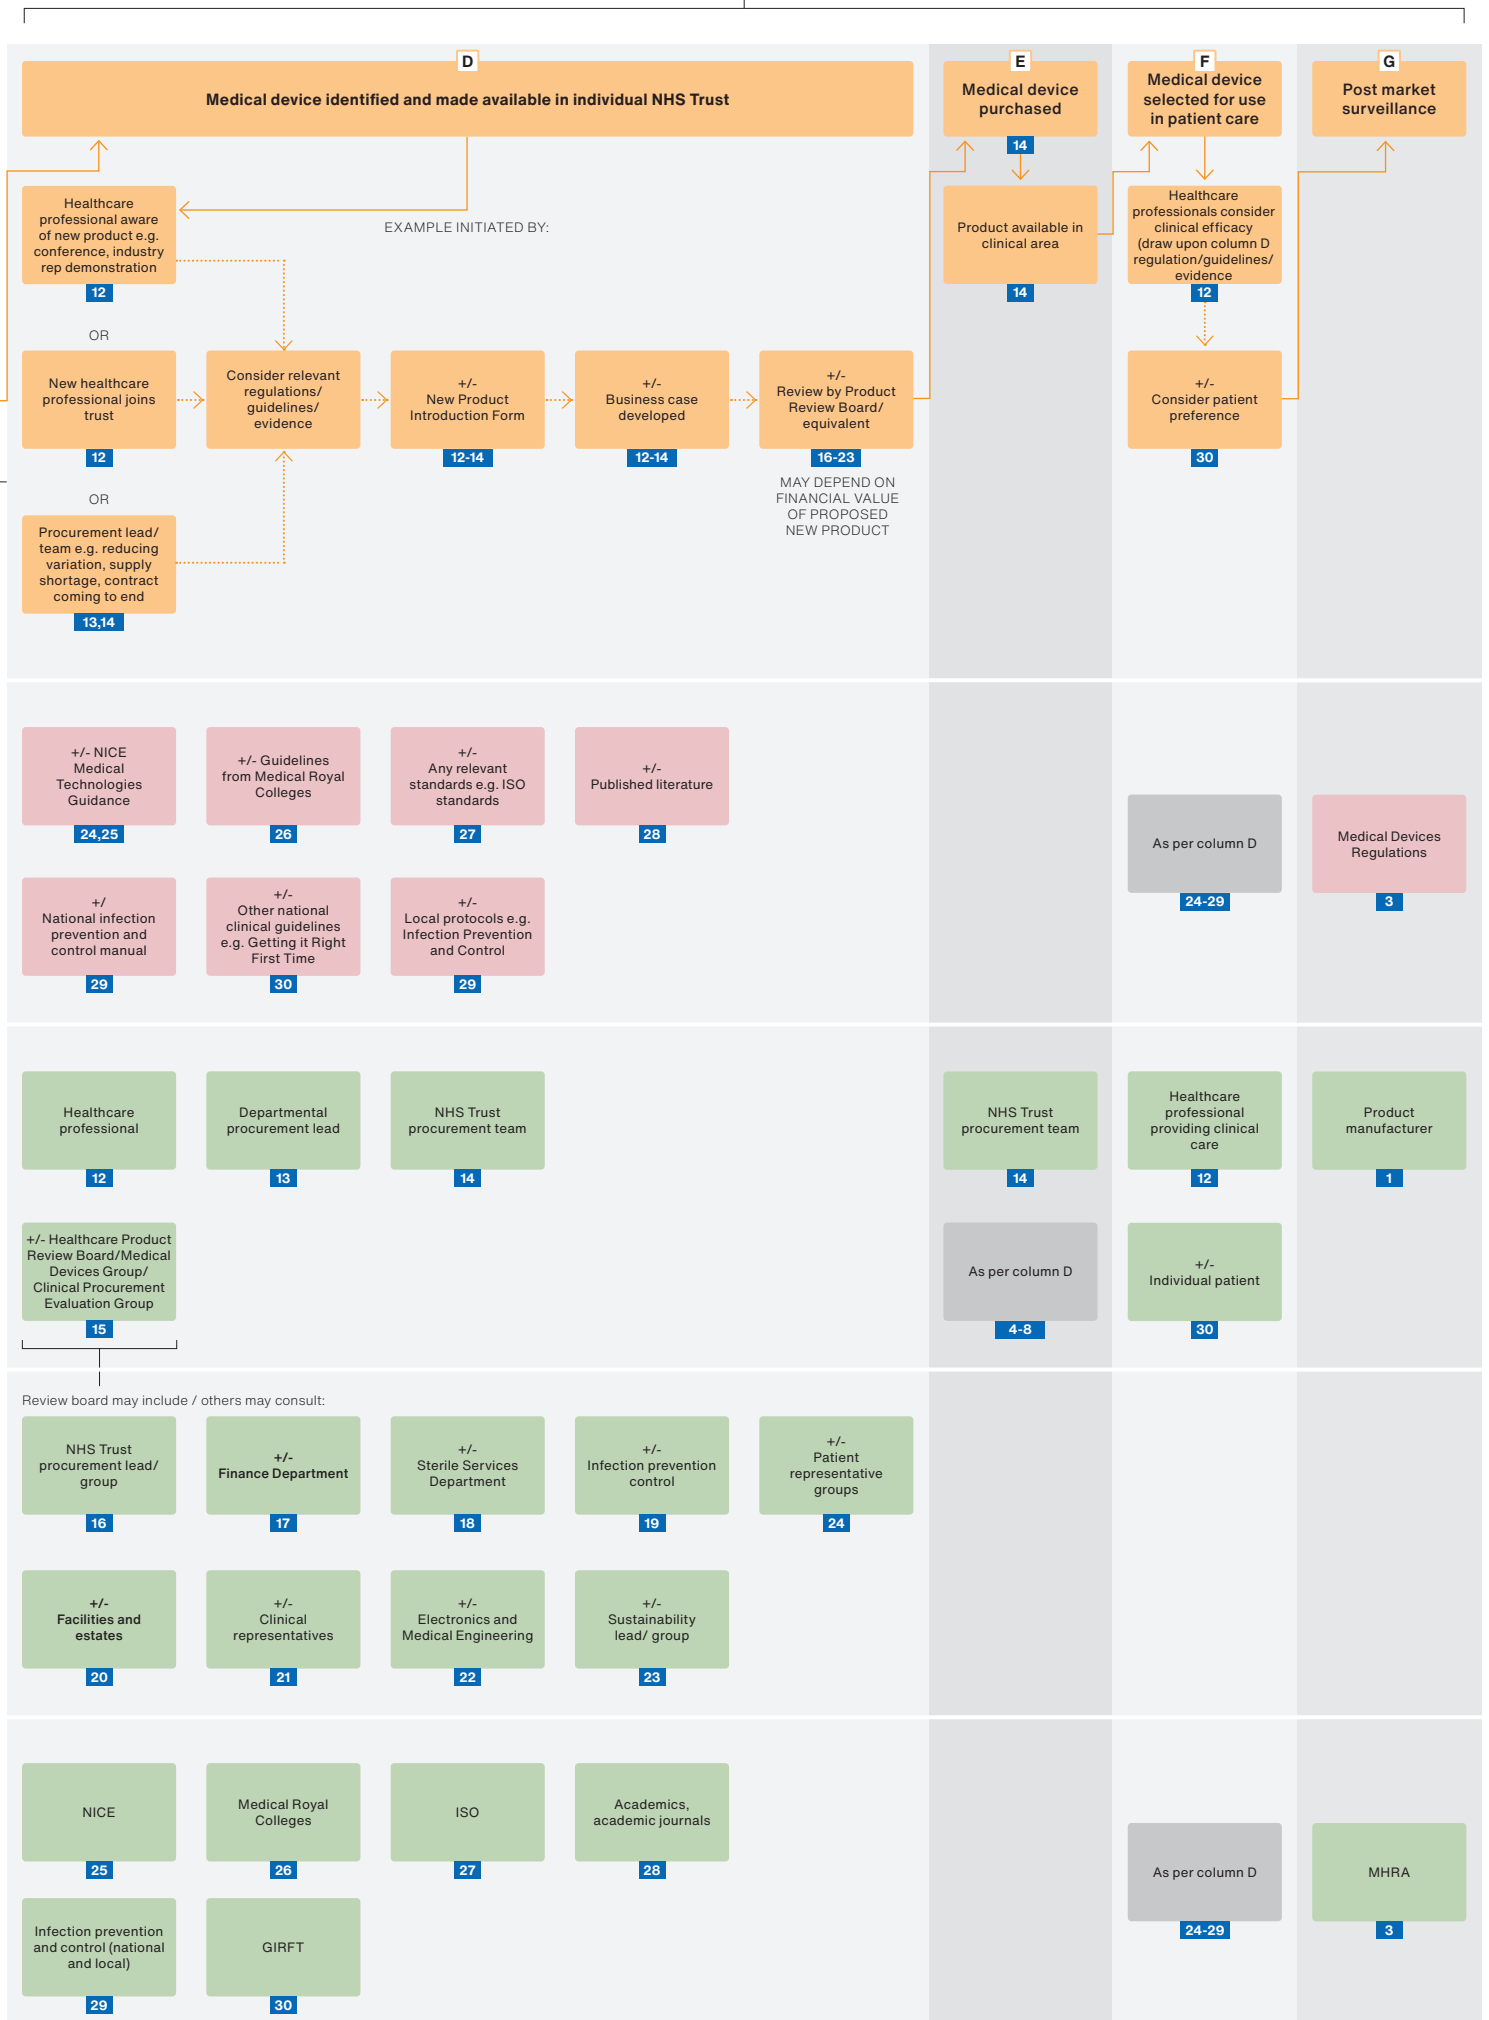 D
Medical device identified and made available in individual NHS Trust
E
Medical device
purchased
14
F
Medical device
selected for use
in patient care
G
Post market
surveillance
Healthcare
professional aware
of new product e.g.
conference, industry
rep demonstration
12
EXAMPLE INITIATED BY:
Product available in
clinical area
14
Healthcare
professionals consider
clinical efficacy
(draw upon column D
regulation/guidelines/
evidence
12
OR
New healthcare
professional joins
trust
12
Consider relevant
regulations/
guidelines/
evidence
+/-
New Product
Introduction Form
12-14
+/-
Business case
developed
12-14
+/-
Review by Product
Review Board/
equivalent
16-23
MAY DEPEND ON
FINANCIAL VALUE
OF PROPOSED
NEW PRODUCT
+/-
Consider patient
preference
30
OR
Procurement lead/
team e.g. reducing
variation, supply
shortage, contract
coming to end
13,14
+/- NICE
Medical
Technologies
Guidance
24,25
+/- Guidelines
from Medical Royal
Colleges
26
+/-
Any relevant
standards e.g. ISO
standards
27
+/-
Published literature
28
As per column D
24-29
Medical Devices
Regulations
3
+/
National infection
prevention and
control manual
29
+/-
Other national
clinical guidelines
e.g. Getting it Right
First Time
30
+/-
Local protocols e.g.
Infection Prevention
and Control
29
Healthcare
professional
12
Departmental
procurement lead
13
NHS Trust
procurement team
14
NHS Trust
procurement team
14
Healthcare
professional
providing clinical
care
12
Product
manufacturer
1
+/- Healthcare Product
Review Board/Medical
Devices Group/
Clinical Procurement
Evaluation Group
15
As per column D
4-8
+/-
Individual patient
30
Review board may include / others may consult:
NHS Trust
procurement lead/
group
16
+/-
Finance Department
17
+/-
Sterile Services
Department
18
+/-
Infection prevention
control
19
+/-
Patient
representative
groups
24
+/-
Facilities and
estates
20
+/-
Clinical
representatives
21
+/-
Electronics and
Medical Engineering
22
+/-
Sustainability
lead/ group
23
NICE
25
Medical Royal
Colleges
26
ISO
27
Academics,
academic journals
28
As per column D
24-29
MHRA
3
Infection prevention
and control (national
and local)
29
GIRFT
30